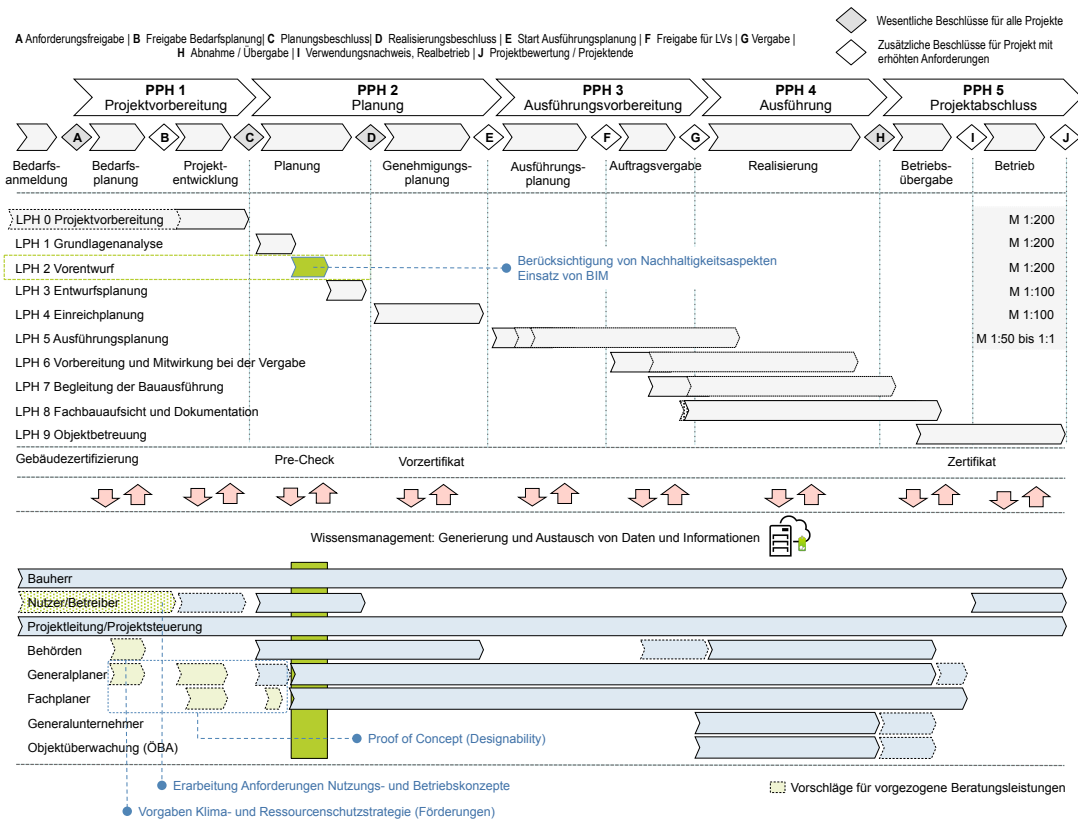 Wesentliche Beschlüsse für alle Projekte
Zusätzliche Beschlüsse für Projekt mit
erhöhten Anforderungen
A Anforderungsfreigabe | B Freigabe Bedarfsplanung| C Planungsbeschluss| D Realisierungsbeschluss | E Start Ausführungsplanung | F Freigabe für LVs | G Vergabe |
H Abnahme / Übergabe | I Verwendungsnachweis, Realbetrieb | J Projektbewertung / Projektende
PPH 1
Projektvorbereitung
PPH 2
Planung
PPH 3
Ausführungsvorbereitung
PPH 4
Ausführung
PPH 5
Projektabschluss
A B C D E F G H I J
Bedarfs-
anmeldung
Bedarfs-
planung
Projekt-
entwicklung
Planung
Genehmigungs-
planung
Ausführungs-
planung
Auftragsvergabe
Realisierung
Betriebs-
übergabe
Betrieb
LPH 0 Projektvorbereitung M 1:200
LPH 1 Grundlagenanalyse M 1:200
LPH 2 Vorentwurf M 1:200
Berücksichtigung von Nachhaltigkeitsaspekten
Einsatz von BIM
LPH 3 Entwurfsplanung M 1:100
LPH 4 Einreichplanung M 1:100
LPH 5 Ausführungsplanung M 1:50 bis 1:1
LPH 6 Vorbereitung und Mitwirkung bei der Vergabe
LPH 7 Begleitung der Bauausführung
LPH 8 Fachbauaufsicht und Dokumentation
LPH 9 Objektbetreuung
Gebäudezertifizierung Pre-Check Vorzertifikat Zertifikat
Wissensmanagement: Generierung und Austausch von Daten und Informationen
Bauherr
Nutzer/Betreiber
Projektleitung/Projektsteuerung
Behörden
Generalplaner
Fachplaner
Generalunternehmer
Proof of Concept (Designability)
Objektüberwachung (ÖBA)
Erarbeitung Anforderungen Nutzungs- und Betriebskonzepte
Vorschläge für vorgezogene Beratungsleistungen
Vorgaben Klima- und Ressourcenschutzstrategie (Förderungen)